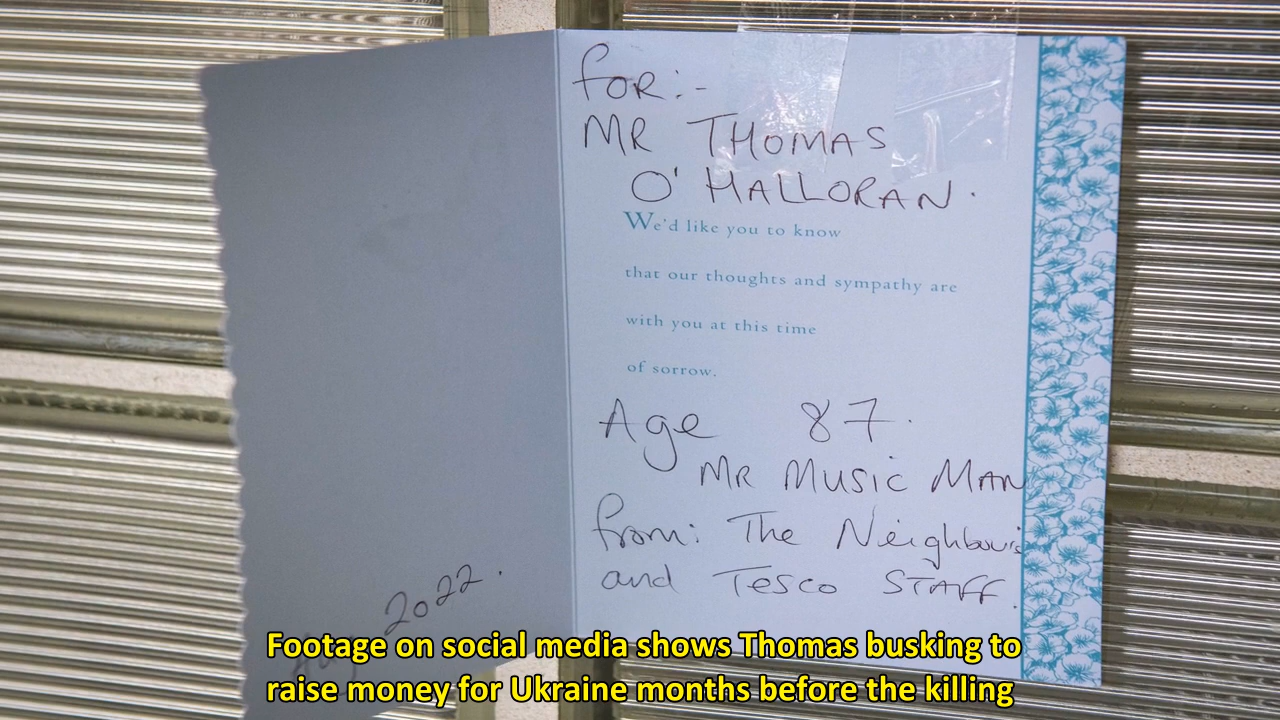 for:-
MR THOMAS
O'HALLORAN.
We'd like you to know
that our thoughts and sympathy are
with you at this time
of sorrow.
Age 87.
MR MUSIC MAN
from: The Neighbours
and TESCO STAFF.
2022.
Footage on social media shows Thomas busking to
raise money for Ukraine months before the killing